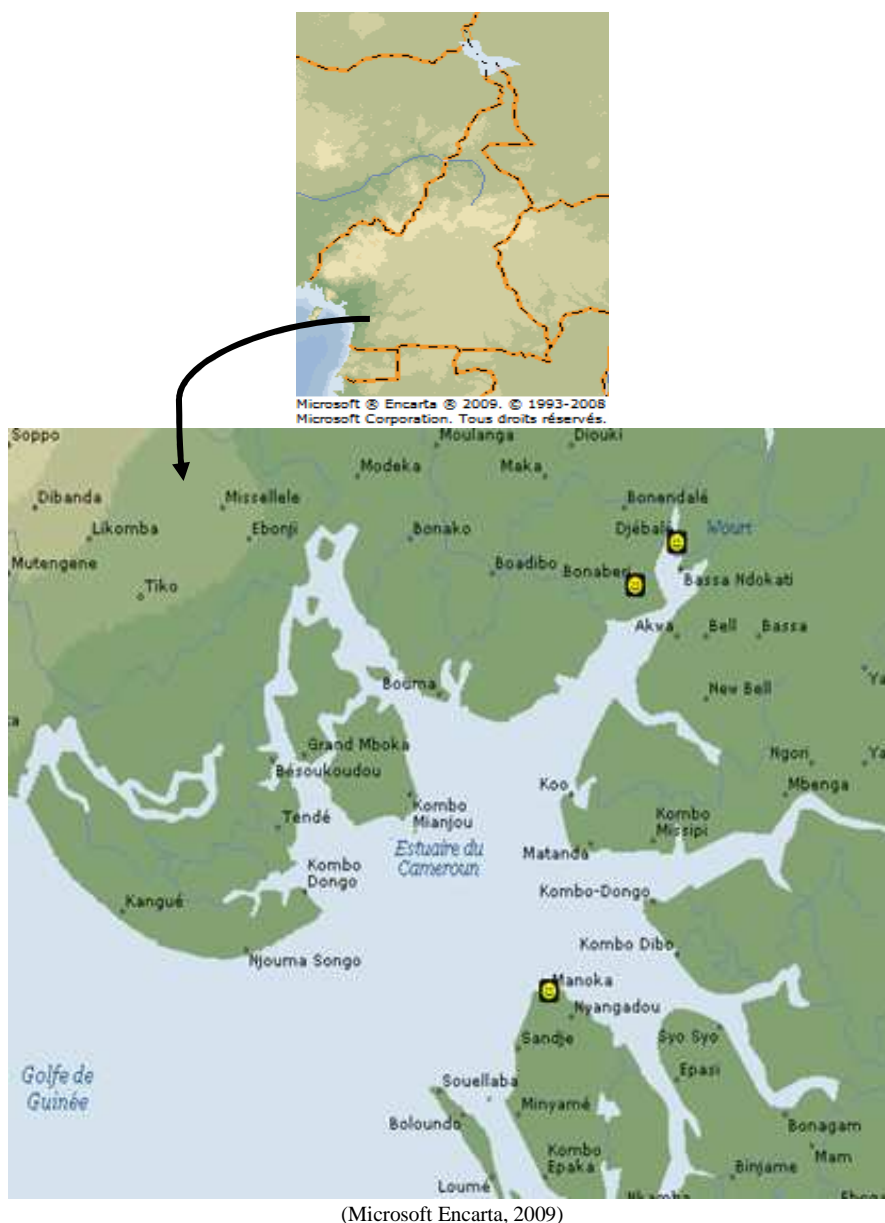 Microsoft ® Encarta ® 2009. © 1993-2008
Microsoft Corporation. Tous droits réservés.
Soppo
Moulanga
Diouki
Modeka
Maka
Dibanda
Missellele
Bonendalé
Likomba
Ebonji
Bonako
Djébalé
Wouri
Mutengene
Boadibo
Bonaberi
Bassa Ndokati
Tiko
Akwa
Bell
Bassa
Bouma
New Bell
Ya
Grand Mboka
Ngori
Ya
Bésoukoudou
Mbenga
Koo
Kombo
Mianjou
Tendé
Kombo
Missipi
Estuaire du
Cameroun
Matanda
Kombo
Dongo
Kombo-Dongo
Kangué
Kombo Dibo
Njouma Songo
Manoka
Nyangadou
Sandje
Syo Syo
Golfe de
Guinée
Epasi
Souellaba
Minyamé
Boloundo
Bonagam
Mam
Kombo
Epaka
Binjame
Loumé
(Microsoft Encarta, 2009)